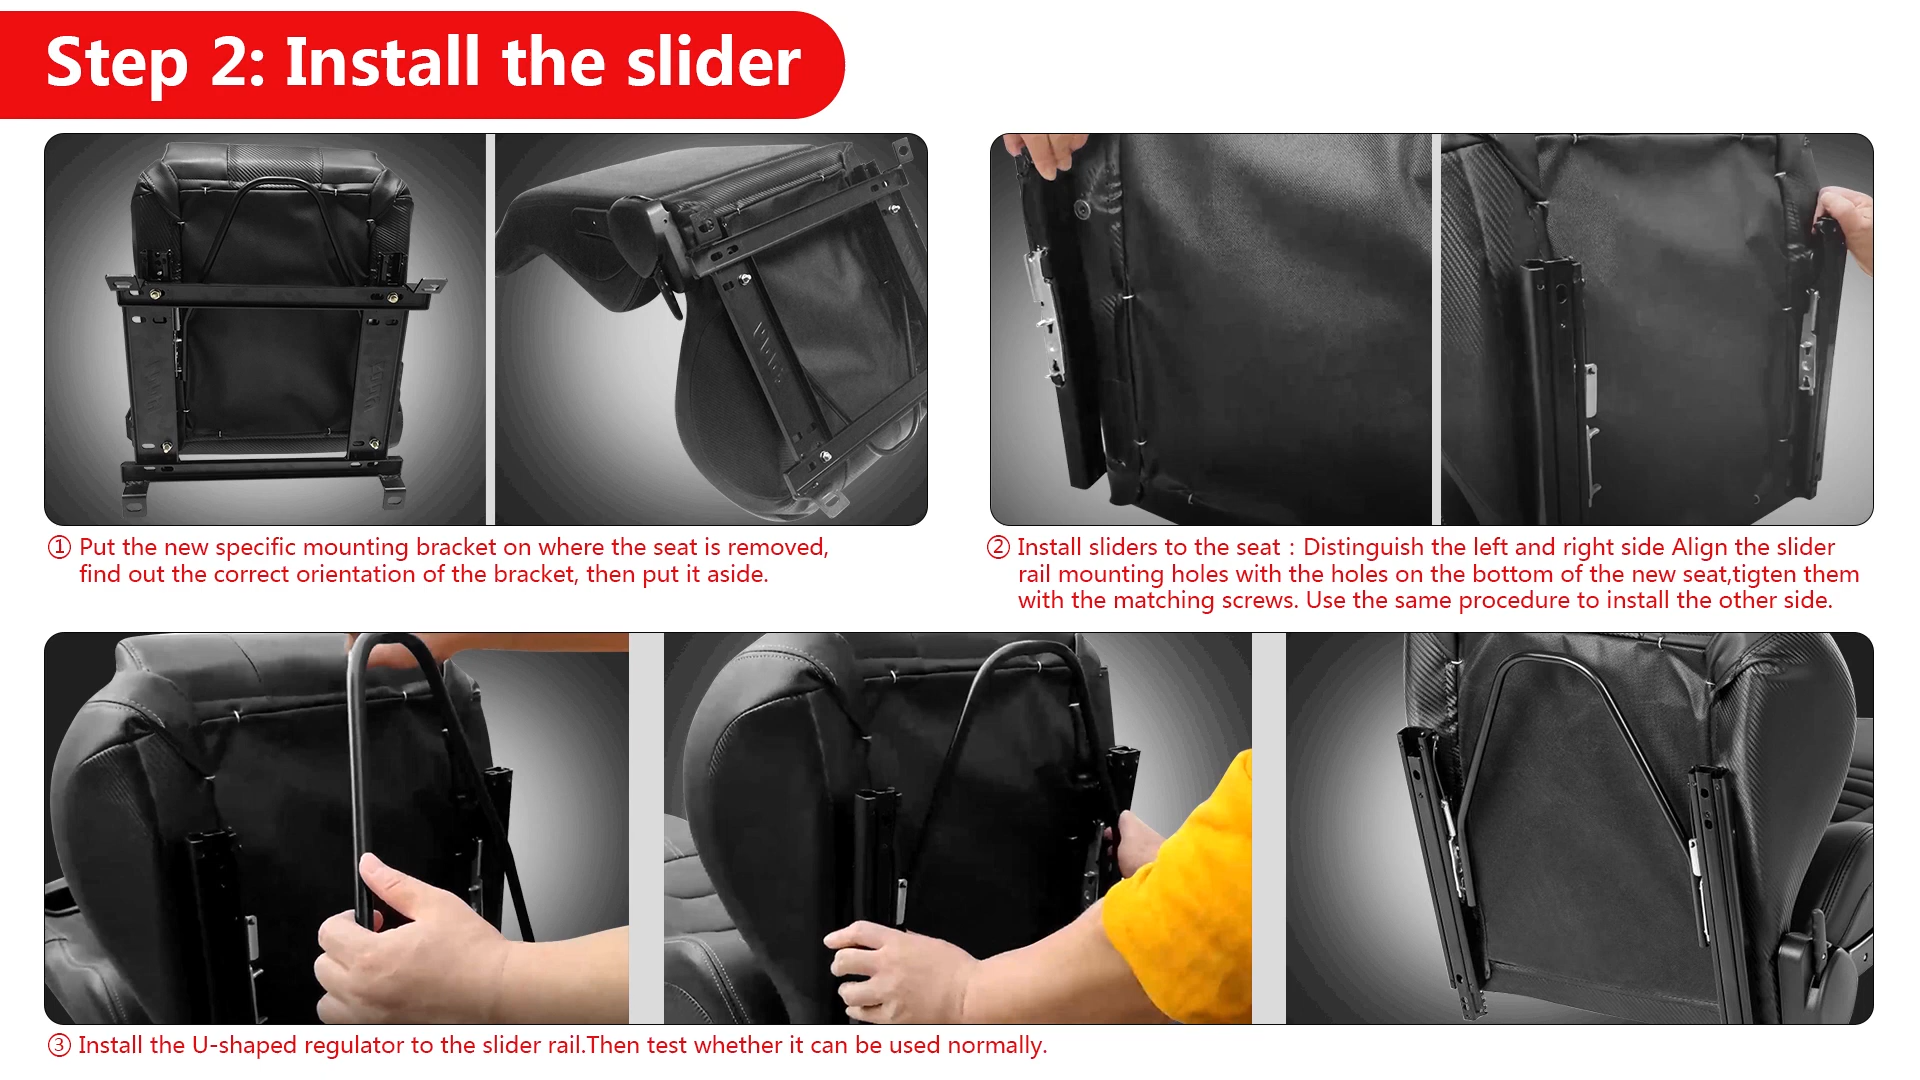 Step 2: Install the slider
① Put the new specific mounting bracket on where the seat is removed,
find out the correct orientation of the bracket, then put it aside.
② Install sliders to the seat : Distinguish the left and right side Align the slider
rail mounting holes with the holes on the bottom of the new seat,tigten them
with the matching screws. Use the same procedure to install the other side.
③ Install the U-shaped regulator to the slider rail.Then test whether it can be used normally.